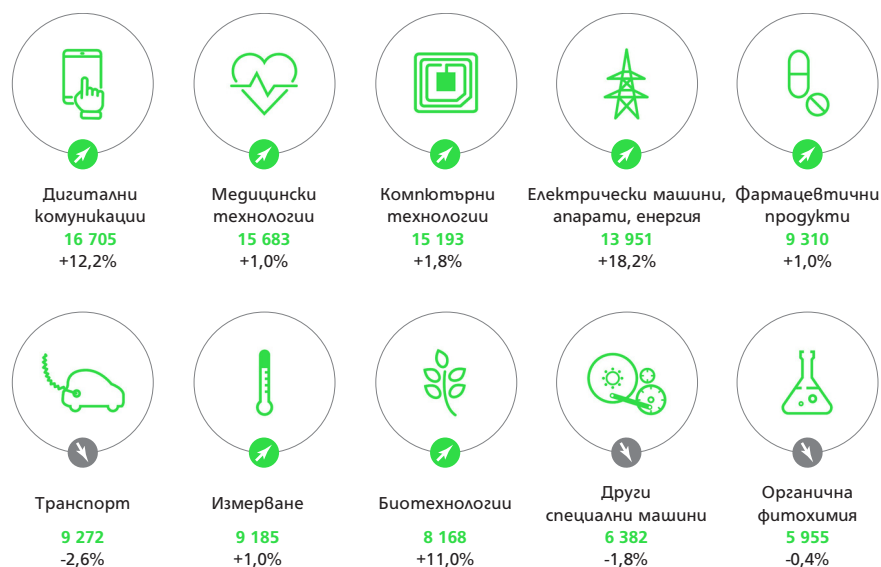 Дигитални
комуникации
16 705
+12,2%
Медицински
технологии
15 683
+1,0%
Компютърни
технологии
15 193
+1,8%
Електрически машини,
апарати, енергия
13 951
+18,2%
Фармацевтични
продукти
9 310
+1,0%
Транспорт
9 272
-2,6%
Измерване
9 185
+1,0%
Биотехнологии
8 168
+11,0%
Други
специални машини
6 382
-1,8%
Органична
фитохимия
5 955
-0,4%